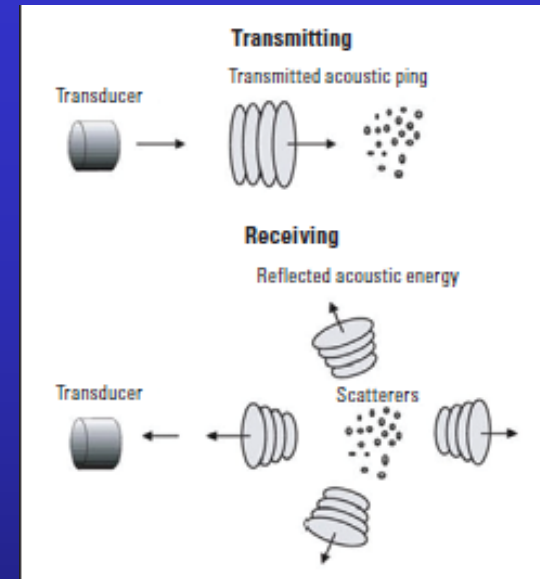 Transmitting
Transmitted acoustic ping
Transducer
Receiving
Reflected acoustic energy
Transducer
Scatterers